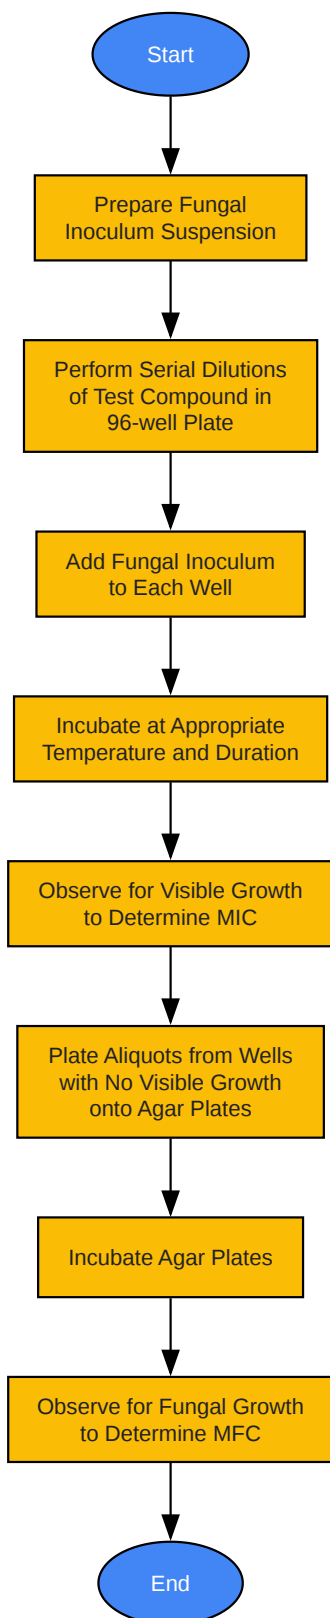 Start
Prepare Fungal
Inoculum Suspension
Perform Serial Dilutions
of Test Compound in
96-well Plate
Add Fungal Inoculum
to Each Well
Incubate at Appropriate
Temperature and Duration
Observe for Visible Growth
to Determine MIC
Plate Aliquots from Wells
with No Visible Growth
onto Agar Plates
Incubate Agar Plates
Observe for Fungal Growth
to Determine MFC
End